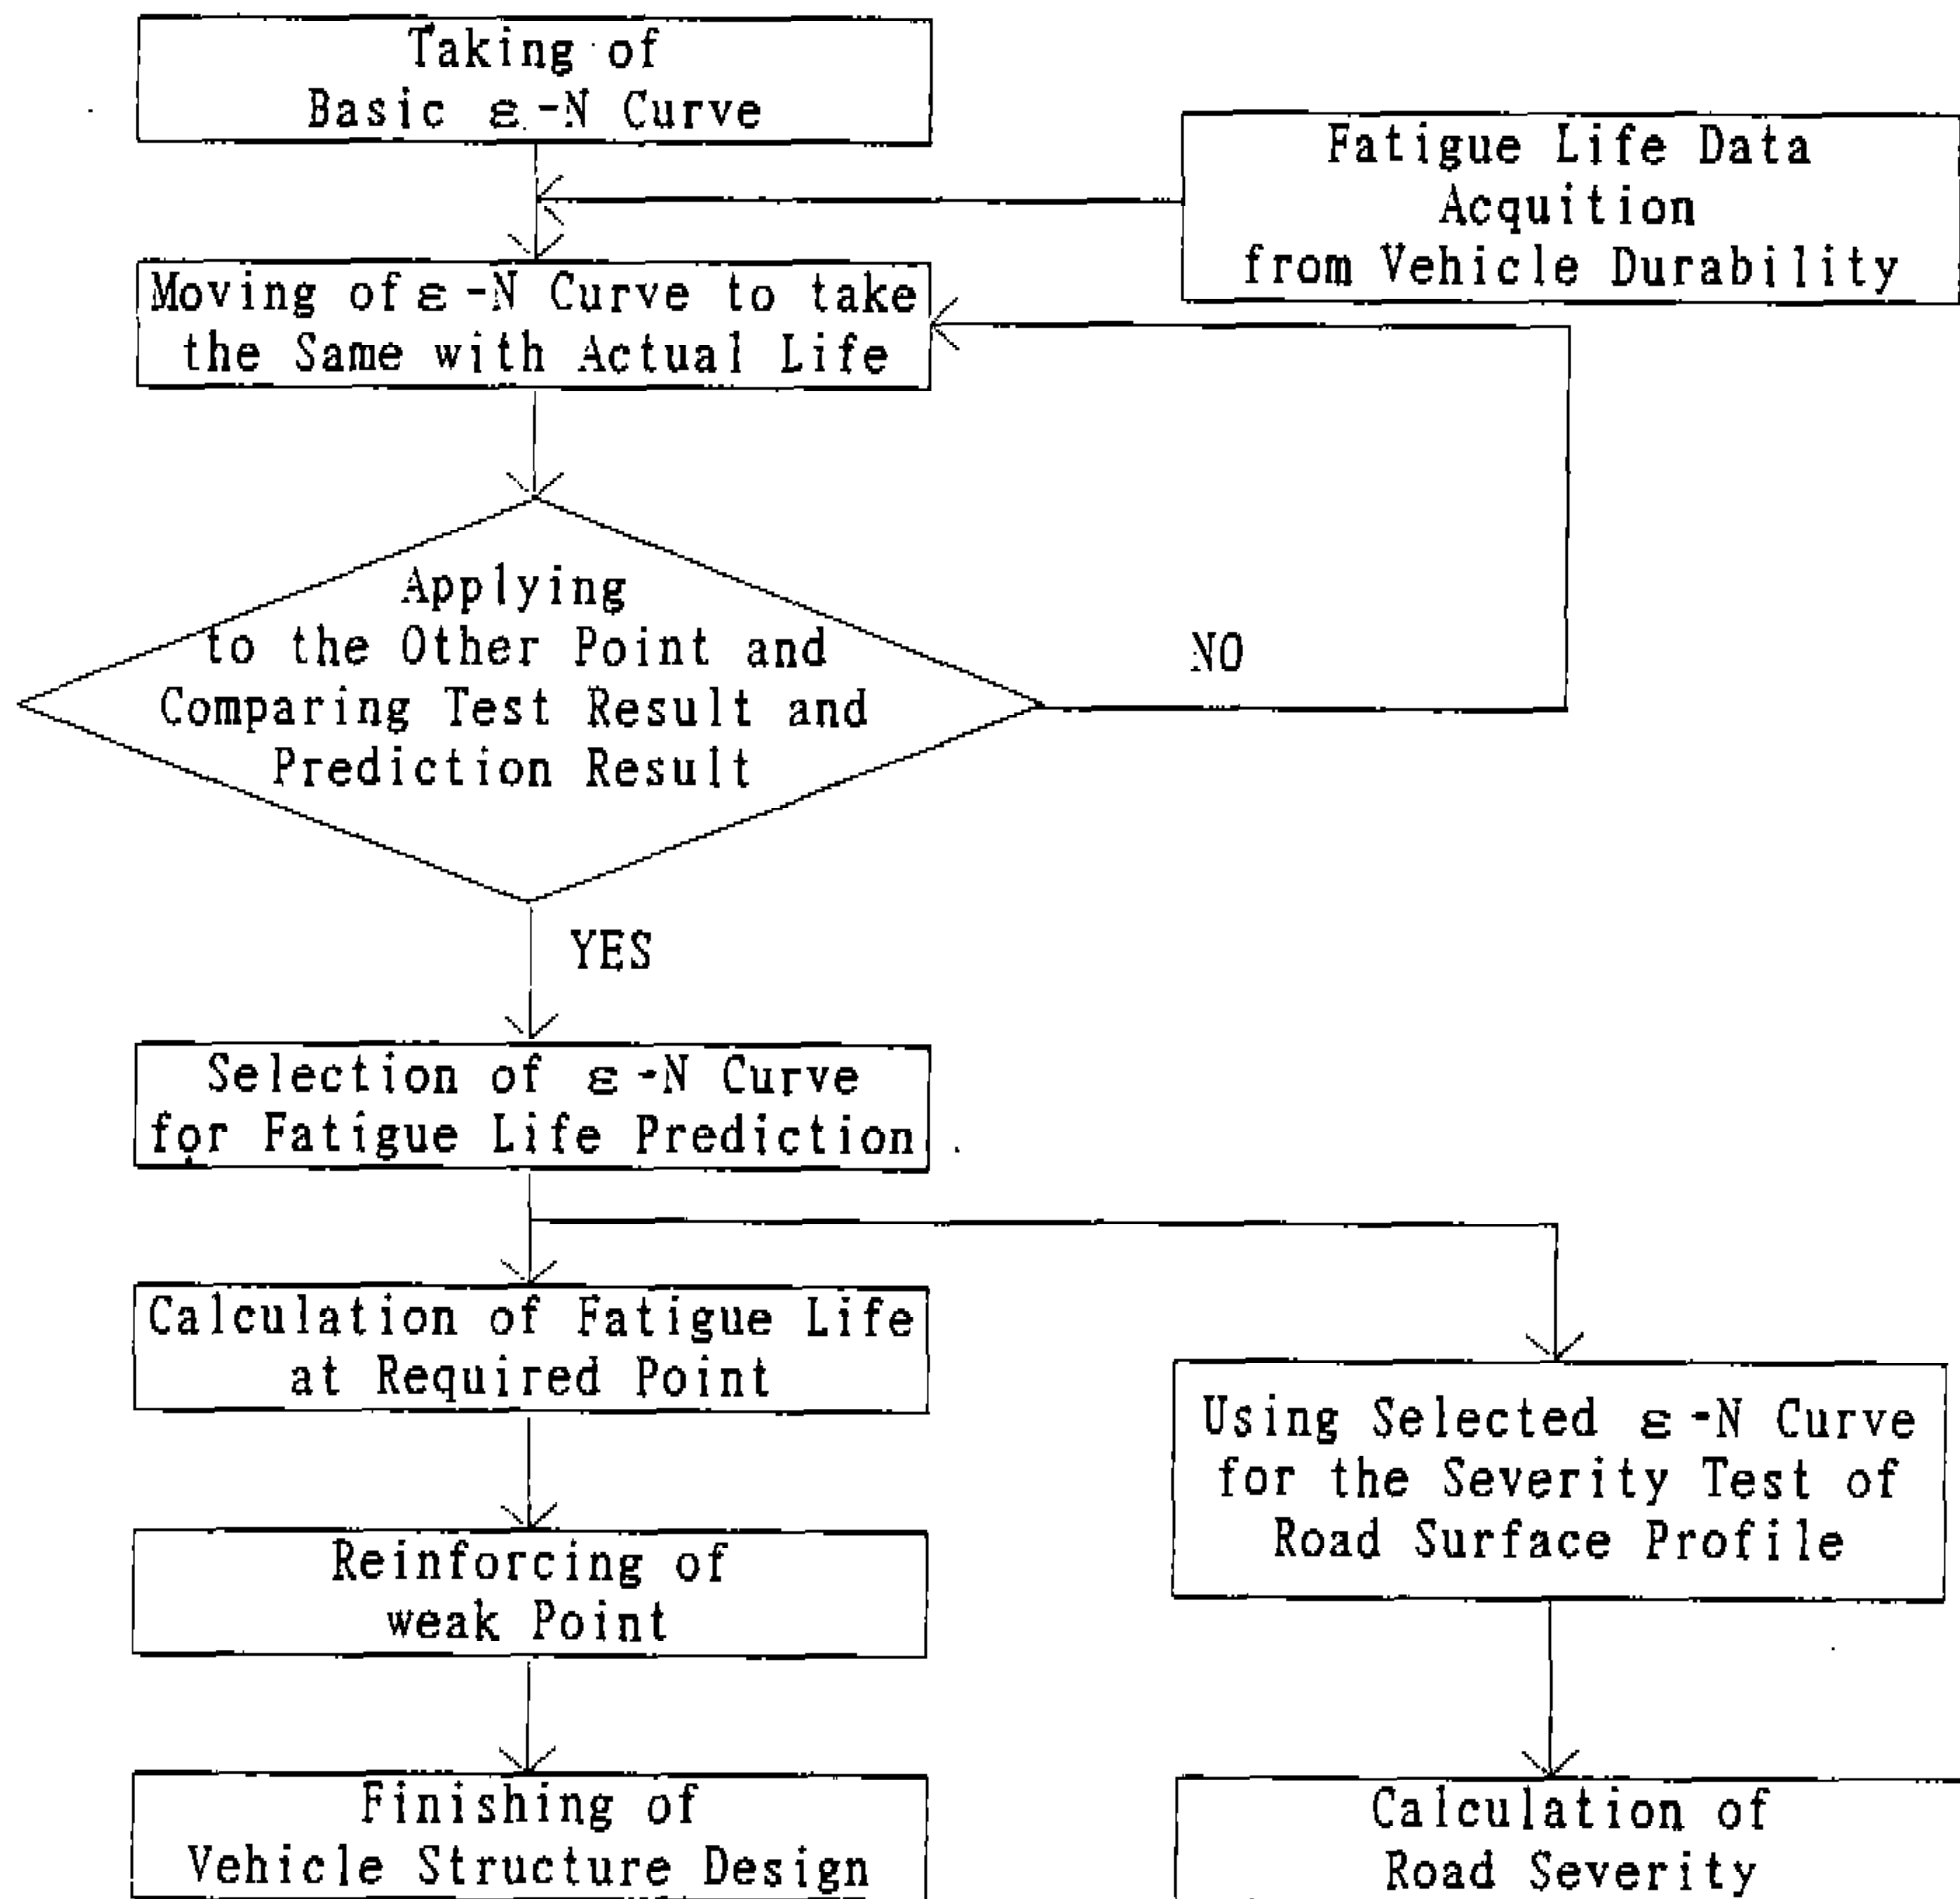 Taking of
Basic ε-N Curve
Fatigue Life Data
Acquition
from Vehicle Durability
Moving of ε-N Curve to take
the Same with Actual Life
Applying
to the Other Point and
Comparing Test Result and
Prediction Result
NO
YES
Selection of ε-N Curve
for Fatigue Life Prediction
Calculation of Fatigue Life
at Required Point
Using Selected ε-N Curve
for the Severity Test of
Road Surface Profile
Reinforcing of
weak Point
Finishing of
Vehicle Structure Design
Calculation of
Road Severity